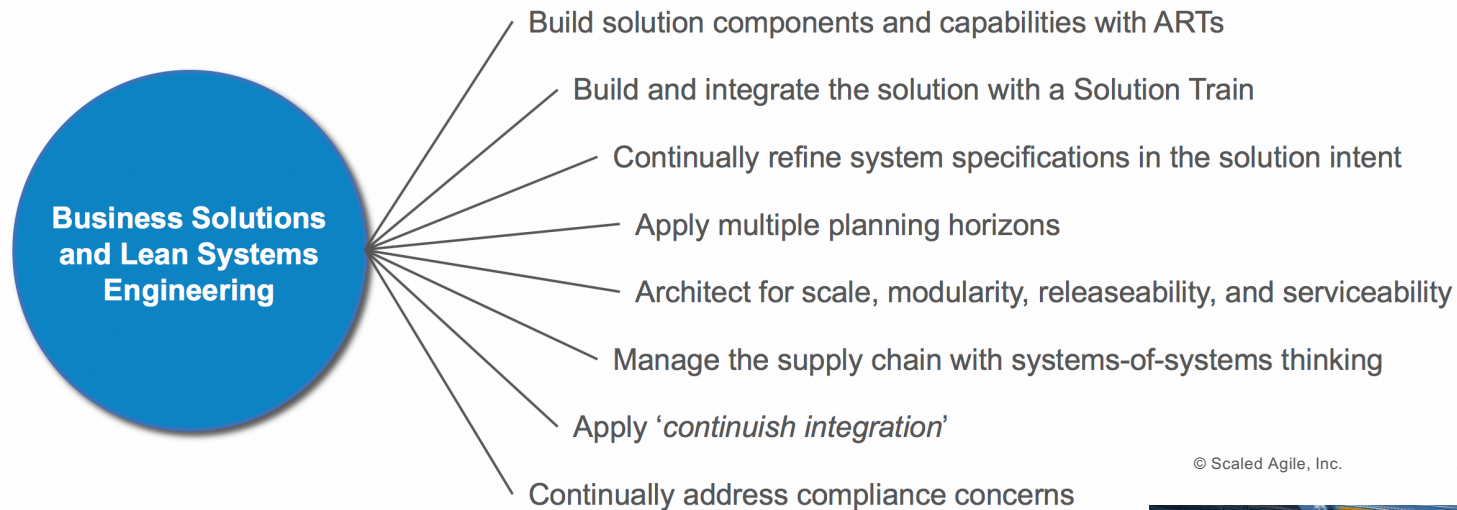 Build solution components and capabilities with ARTs
Build and integrate the solution with a Solution Train
Continually refine system specifications in the solution intent
Business Solutions
and Lean Systems
Engineering
Apply multiple planning horizons
Architect for scale, modularity, releaseability, and serviceability
Manage the supply chain with systems-of-systems thinking
Apply ‘continuish integration’
© Scaled Agile, Inc.
Continually address compliance concerns